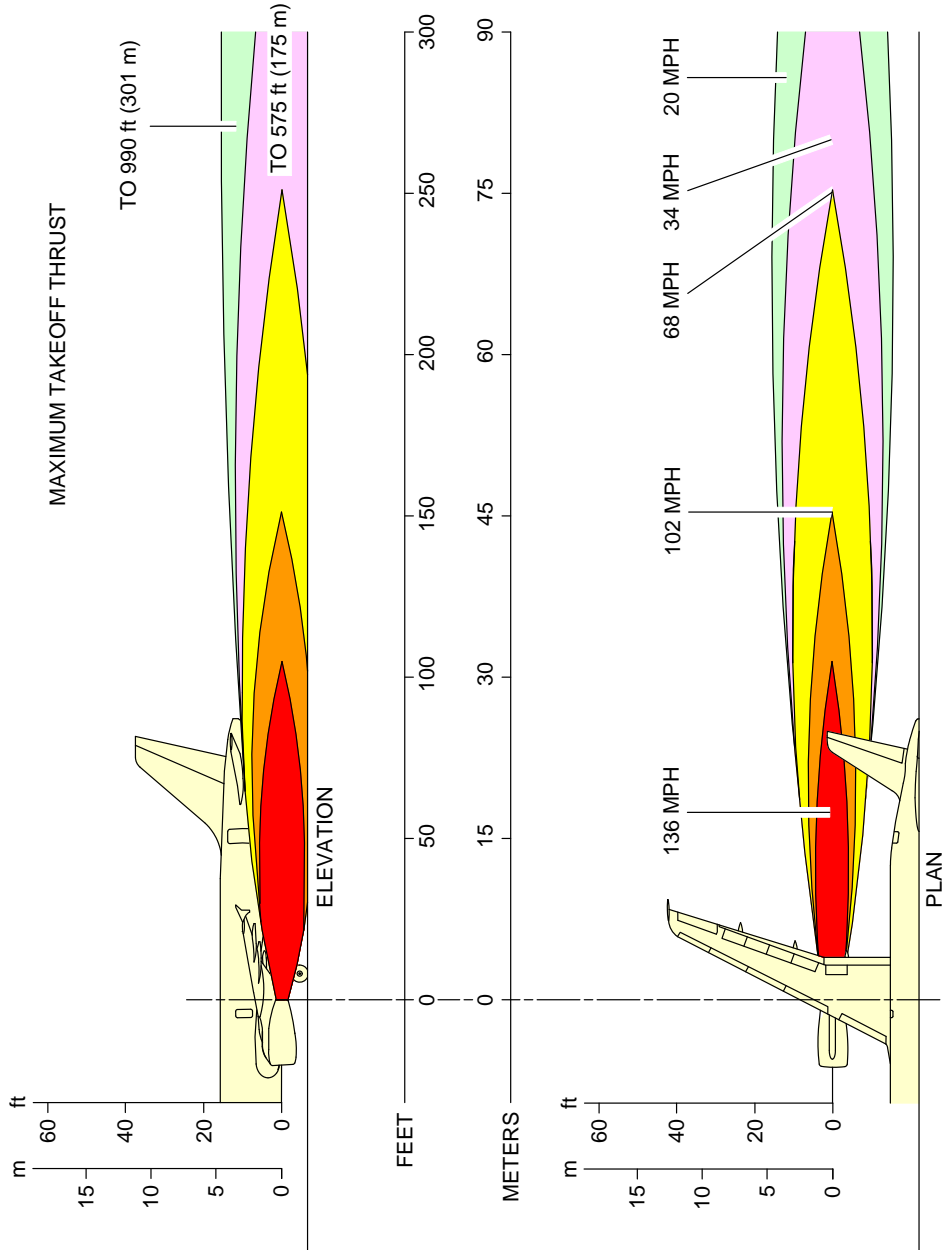 MAXIMUM TAKEOFF THRUST
TO 990 ft (301 m)
TO 575 ft (175 m)
ft
60
40
20
0
m
15
10
5
0
ELEVATION
FEET
0
50
100
150
200
250
300
METERS
0
15
30
45
60
75
90
136 MPH
102 MPH
68 MPH
34 MPH
20 MPH
ft
60
40
20
0
m
15
10
5
0
PLAN